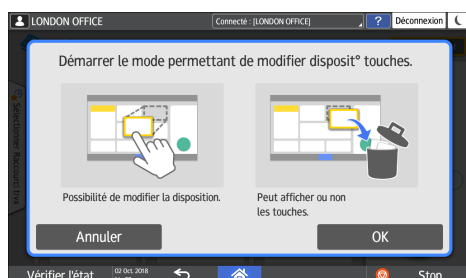 LONDON OFFICE
Connecté : [LONDON OFFICE]
?
Déconnexion
Démarrer le mode permettant de modifier disposit° touches.
Possibilité de modifier la disposition.
Peut afficher ou non
les touches.
Annuler
OK
Vérifier l'état
02 Oct. 2018
Stop